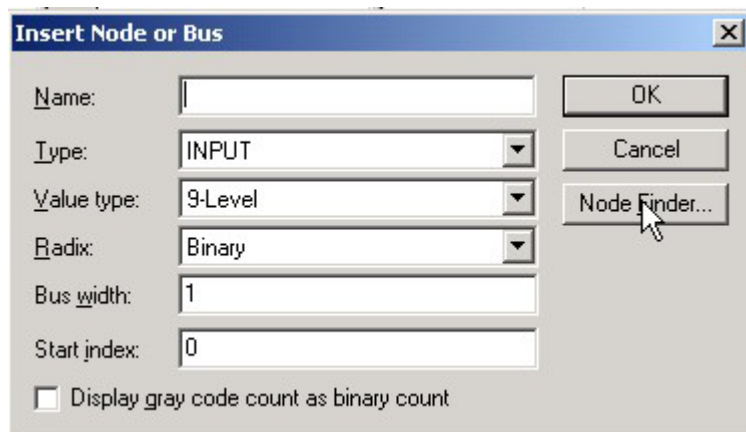 Insert Node or Bus
Name:
OK
Type: INPUT
Cancel
Value type: 9-Level
Node Finder...
Radix: Binary
Bus width: 1
Start index: 0
Display gray code count as binary count